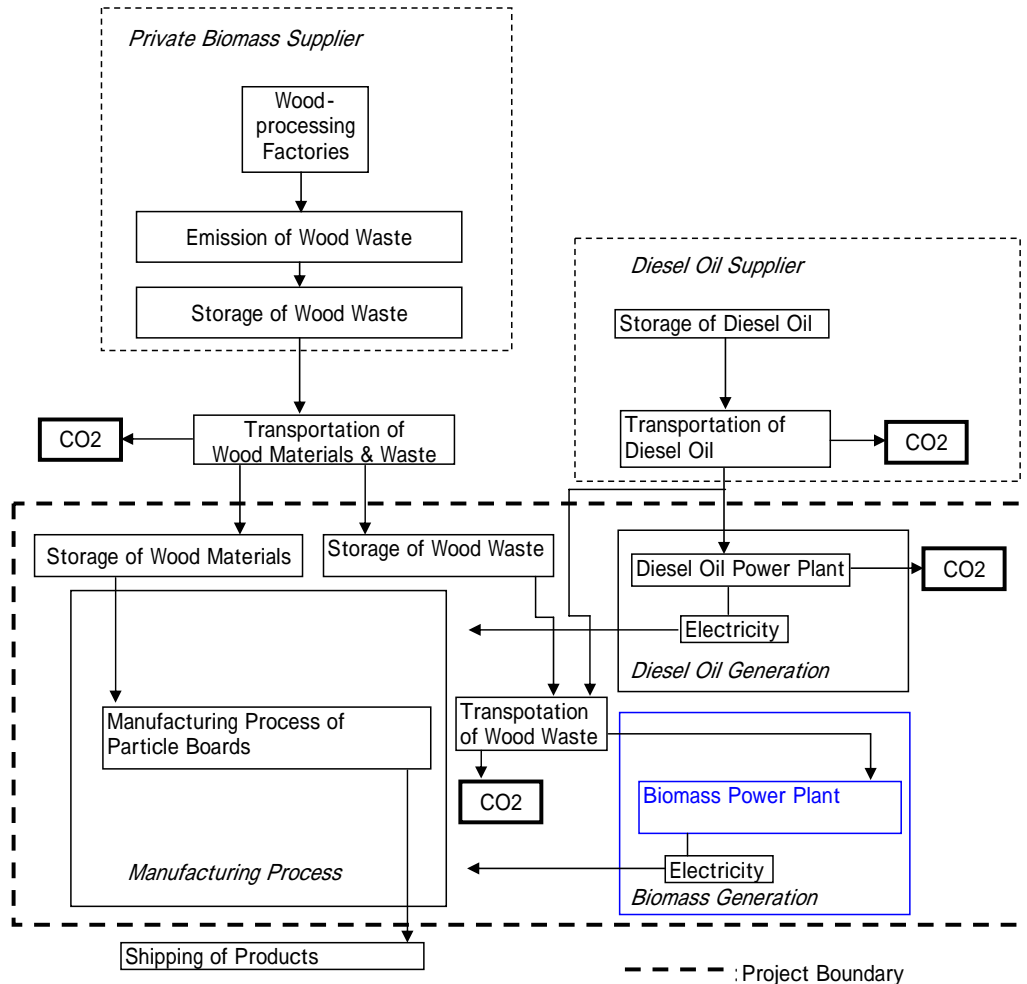 Private Biomass Supplier
Wood-
processing
Factories
Emission of Wood Waste
Storage of Wood Waste
Diesel Oil Supplier
Storage of Diesel Oil
CO2
Transportation of
Wood Materials & Waste
Transportation of
Diesel Oil
CO2
Storage of Wood Materials
Storage of Wood Waste
Diesel Oil Power Plant
CO2
Electricity
Diesel Oil Generation
Manufacturing Process of
Particle Boards
Transpotation
of Wood Waste
CO2
Biomass Power Plant
Electricity
Manufacturing Process
Biomass Generation
Shipping of Products
: Project Boundary